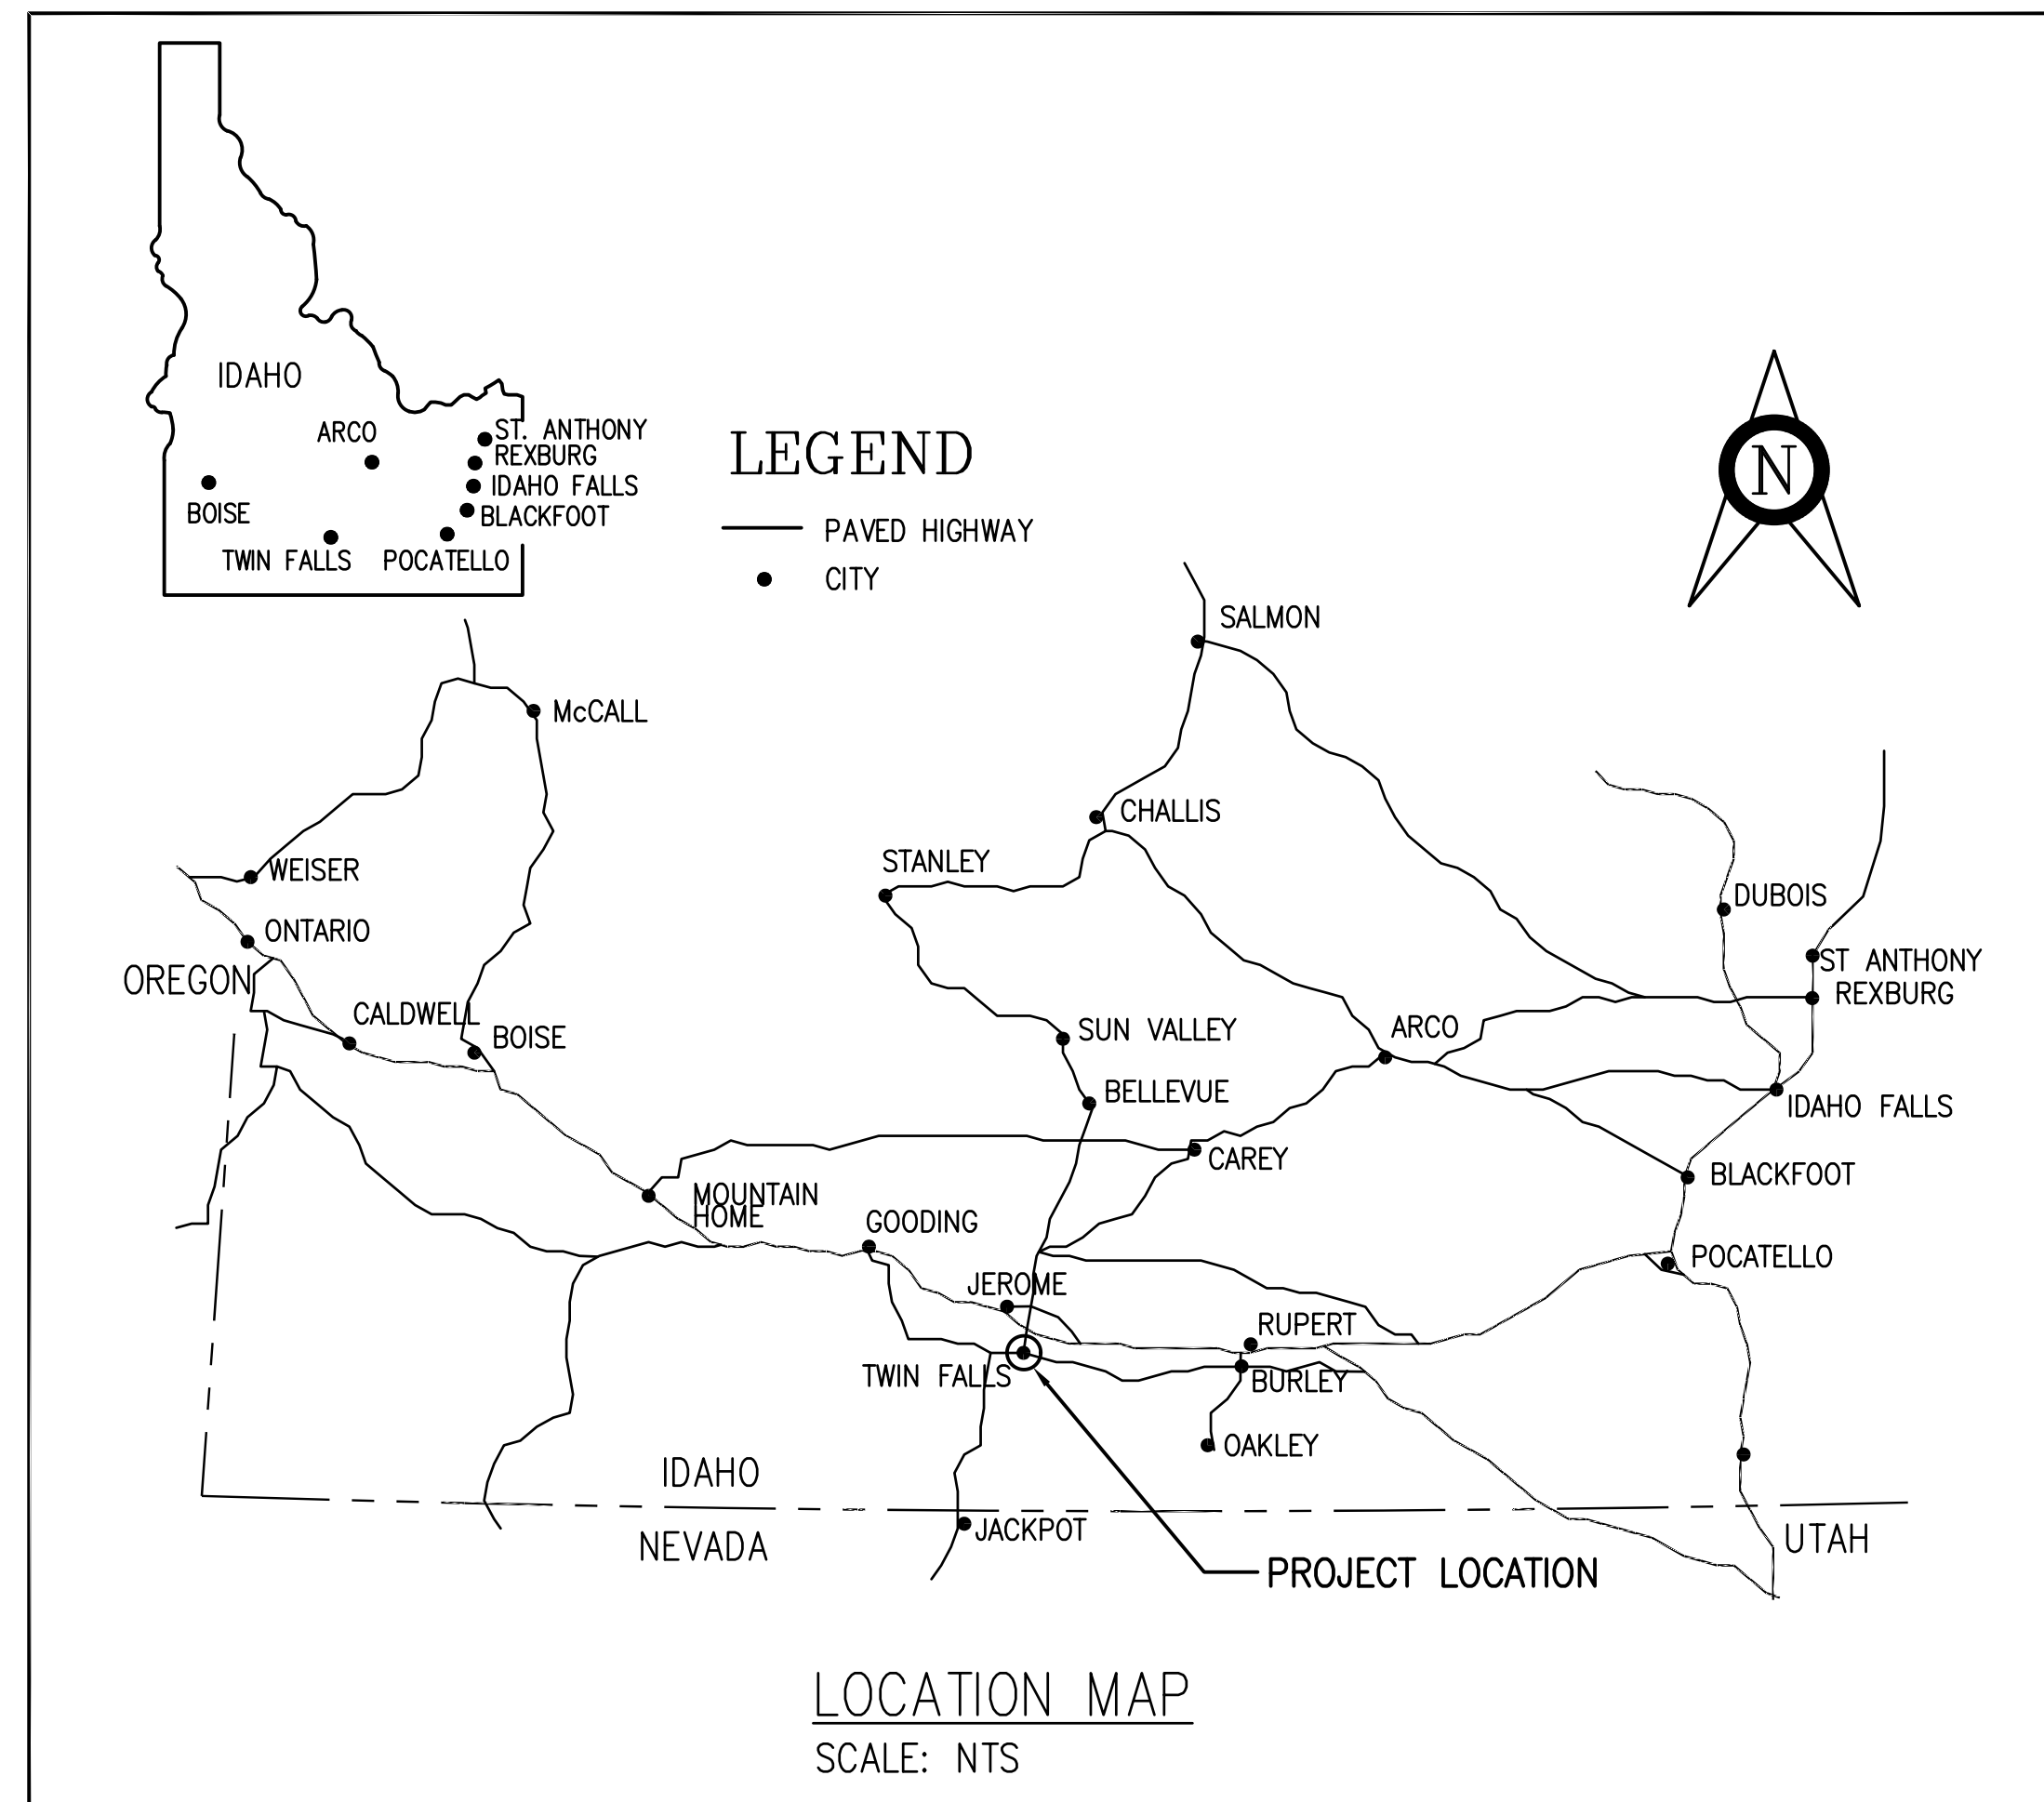 IDAHO
ARCO
ST. ANTHONY
REXBURG
IDAHO FALLS
BLACKFOOT
BOISE
TWIN FALLS
POCATELLO
LEGEND
PAVED HIGHWAY
CITY
N
SALMON
McCALL
CHALLIS
STANLEY
WEISER
DUBOIS
ONTARIO
OREGON
ST ANTHONY
REXBURG
CALDWELL
BOISE
SUN VALLEY
ARCO
BELLEVUE
IDAHO FALLS
CAREY
BLACKFOOT
MOUNTAIN
HOME
GOODING
POCATELLO
JEROME
RUPERT
TWIN FALLS
BURLEY
OAKLEY
IDAHO
NEVADA
JACKPOT
UTAH
PROJECT LOCATION
LOCATION MAP
SCALE: NTS